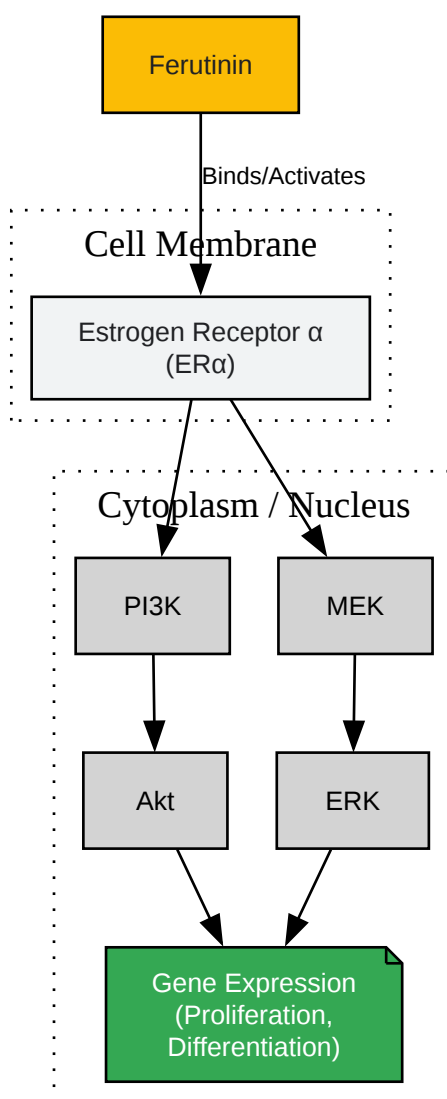 Ferutinin
Binds/Activates
Cell Membrane
Estrogen Receptor α
(ERα)
Cytoplasm / Nucleus
PI3K
MEK
Akt
ERK
Gene Expression
(Proliferation,
Differentiation)